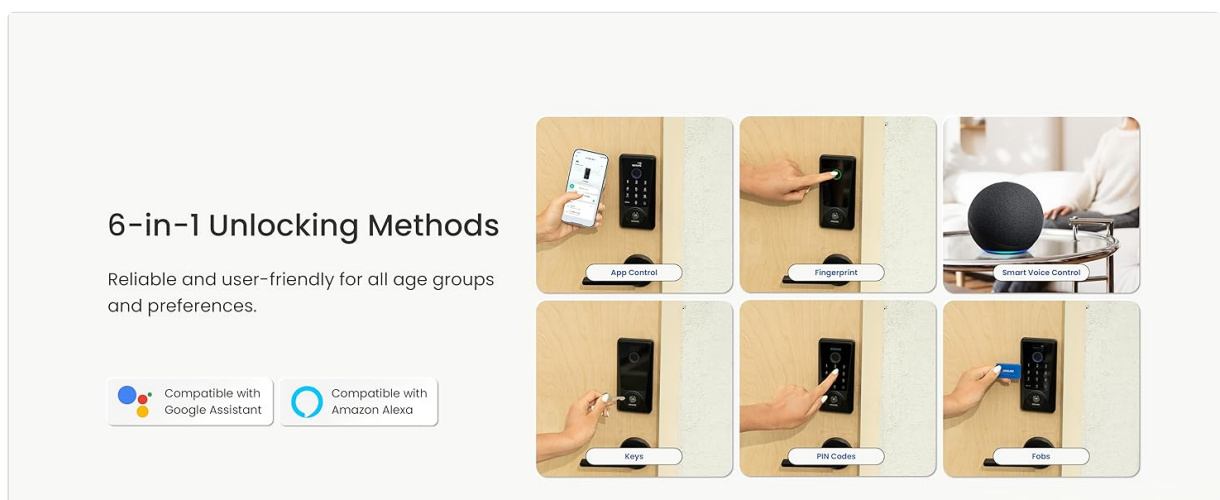 6-in-1 Unlocking Methods
Reliable and user-friendly for all age groups
and preferences.
Compatible with
Google Assistant
Compatible with
Amazon Alexa
App Control
Fingerprint
Smart Voice Control
Keys
PIN Codes
Fobs